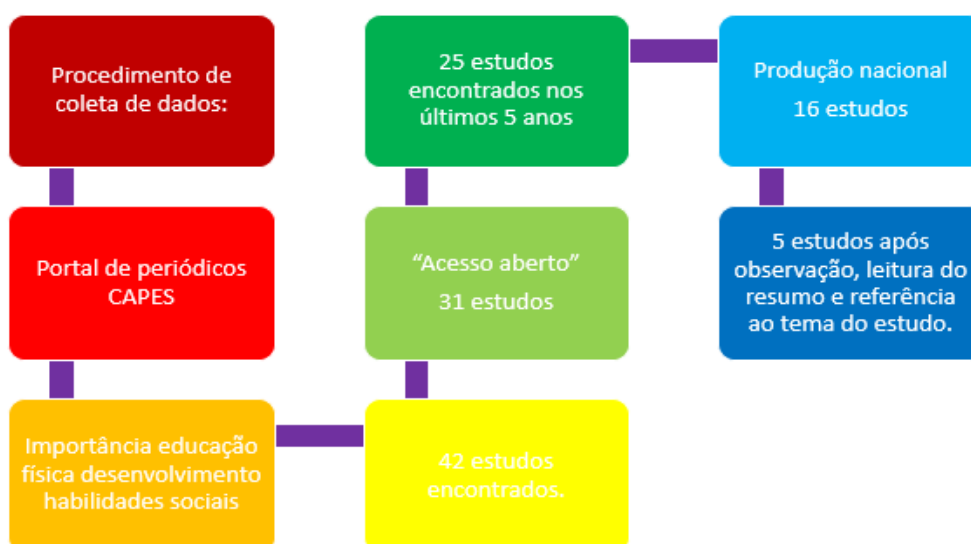 Procedimento de
coleta de dados:
Portal de periódicos
CAPES
Importância educação
física desenvolvimento
habilidades sociais
42 estudos
encontrados.
“Acesso aberto”
31 estudos
25 estudos
encontrados nos
últimos 5 anos
Produção nacional
16 estudos
5 estudos após
observação, leitura do
resumo e referência
ao tema do estudo.